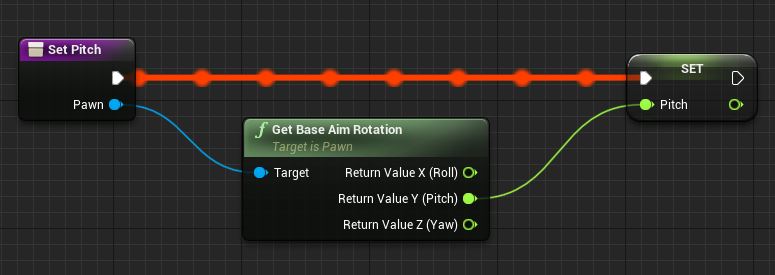 Set Pitch
Pawn
SET
Pitch
f Get Base Aim Rotation
Target is Pawn
Target
Return Value X (Roll)
Return Value Y (Pitch)
Return Value Z (Yaw)